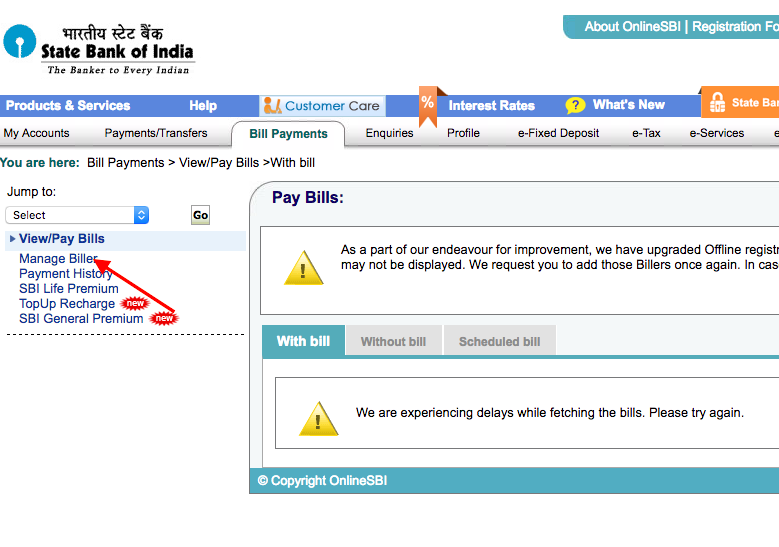 About OnlineSBI | Registration Fo
भारतीय स्टेट बैंक
State Bank of India
The Banker to Every Indian
Products & Services Help Customer Care % Interest Rates ? What's New State Ban
My Accounts Payments/Transfers Bill Payments Enquiries Profile e-Fixed Deposit e-Tax e-Services e
You are here: Bill Payments > View/Pay Bills >With bill
Jump to:
Select Go
View/Pay Bills
Manage Biller
Payment History
SBI Life Premium
TopUp Recharge new
SBI General Premium new
Pay Bills:
As a part of our endeavour for improvement, we have upgraded Offline registr
may not be displayed. We request you to add those Billers once again. In case
With bill Without bill Scheduled bill
We are experiencing delays while fetching the bills. Please try again.
© Copyright OnlineSBI